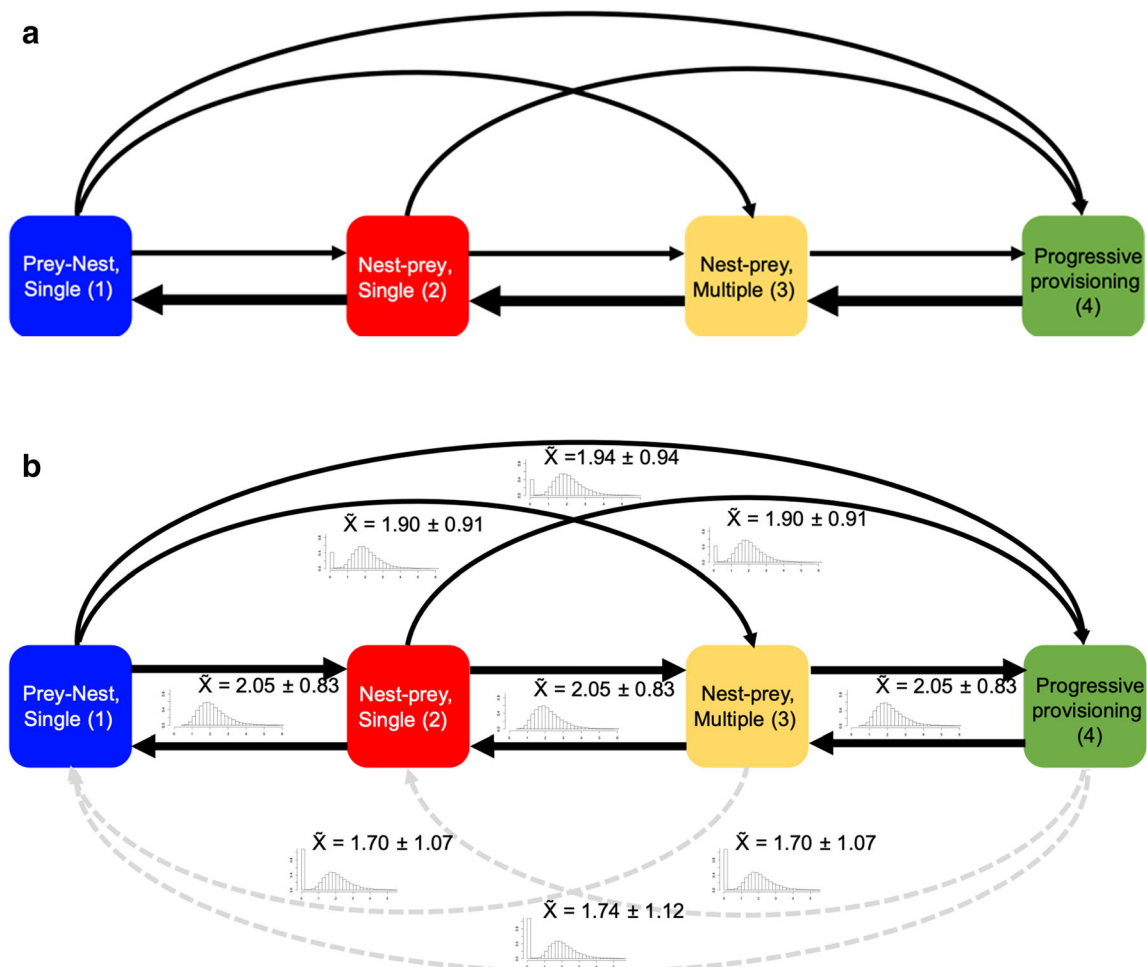 a
Prey-Nest,
Single (1)
Nest-prey,
Single (2)
Nest-prey,
Multiple (3)
Progressive
provisioning
(4)
b
X̃ =1.94 ± 0.94
X̃ = 1.90 ± 0.91
X̃ = 1.90 ± 0.91
Prey-Nest,
Single (1)
X̃ = 2.05 ± 0.83
Nest-prey,
Single (2)
X̃ = 2.05 ± 0.83
Nest-prey,
Multiple (3)
X̃ = 2.05 ± 0.83
Progressive
provisioning
(4)
X̃ = 1.70 ± 1.07
X̃ = 1.70 ± 1.07
X̃ = 1.74 ± 1.12